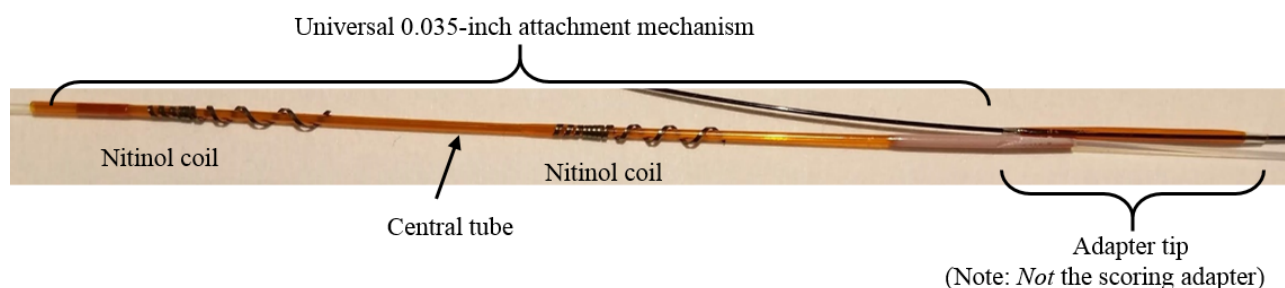 Universal 0.035-inch attachment mechanism
Nitinol coil
Nitinol coil
Central tube
Adapter tip
(Note: Not the scoring adapter)